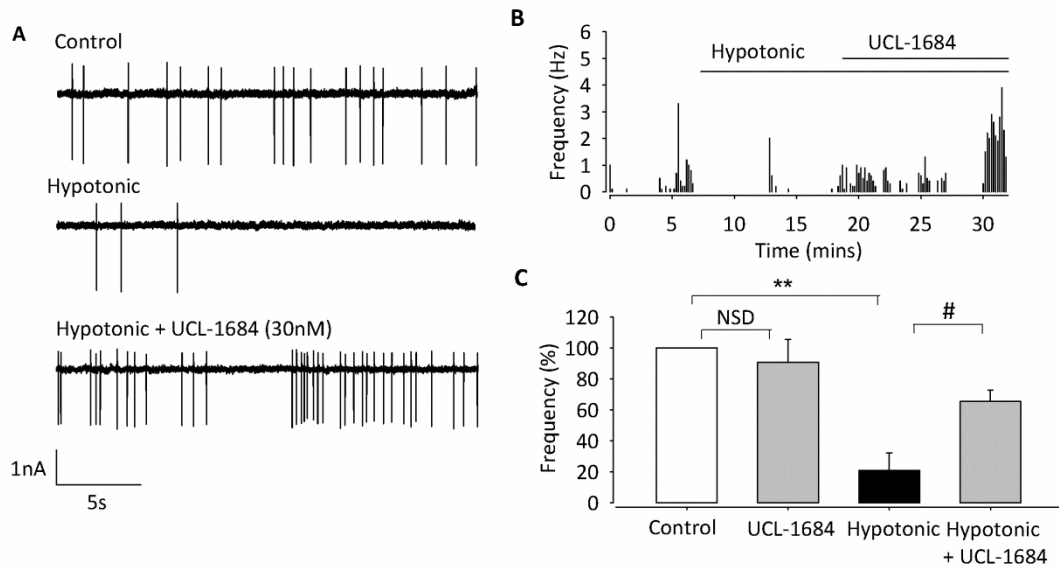 A
Control
Hypotonic
Hypotonic + UCL-1684 (30nM)
1nA
5s
B
Frequency (Hz)
6
5
4
3
2
1
0
Hypotonic
UCL-1684
0 5 10 15 20 25 30
Time (mins)
C
**
NSD
#
Frequency (%)
120
100
80
60
40
20
0
Control UCL-1684 Hypotonic Hypotonic
+ UCL-1684